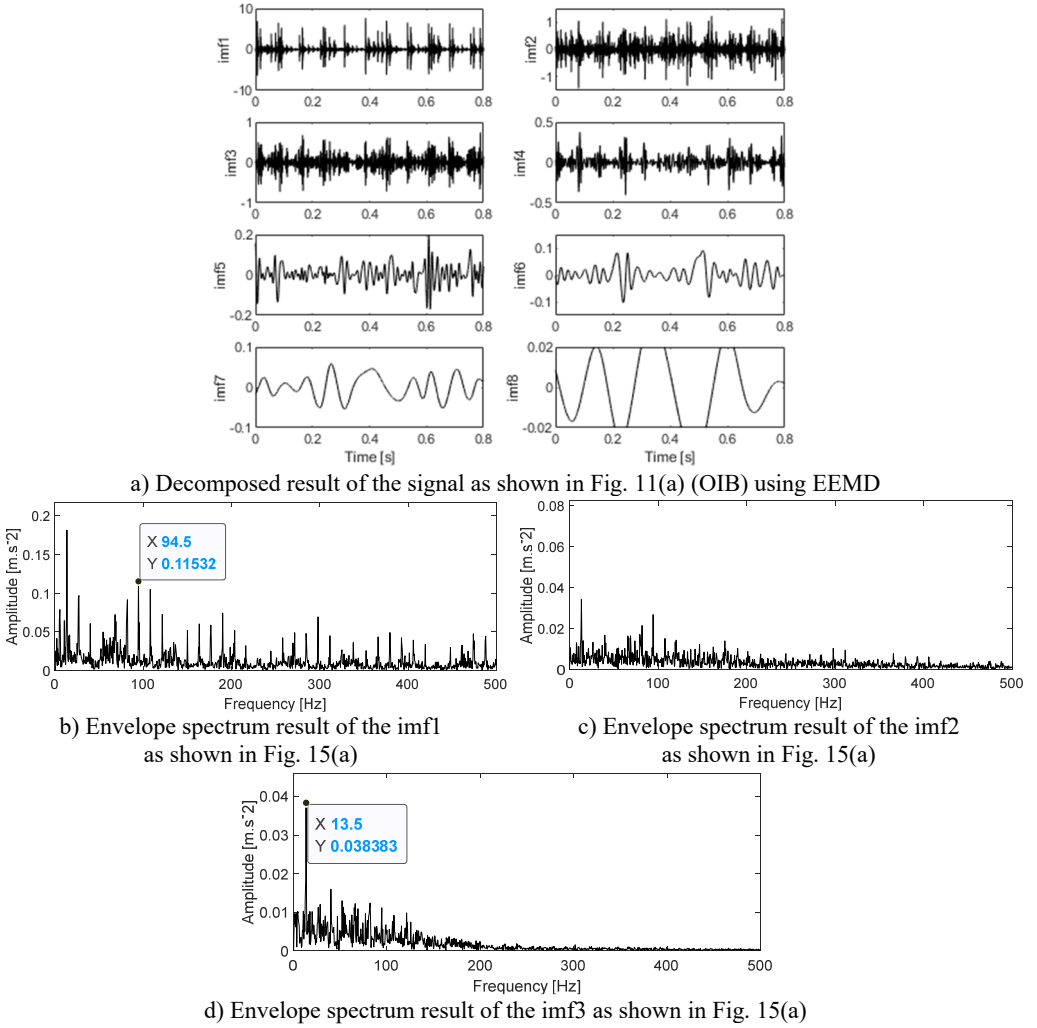 10
0
-10
imf1
0 0.2 0.4 0.6 0.8
1
0
-1
imf2
0 0.2 0.4 0.6 0.8
1
0
-1
imf3
0 0.2 0.4 0.6 0.8
0.5
0
-0.5
imf4
0 0.2 0.4 0.6 0.8
0.2
0
-0.2
imf5
0 0.2 0.4 0.6 0.8
0.1
0
-0.1
imf6
0 0.2 0.4 0.6 0.8
0.1
0
-0.1
imf7
0 0.2 0.4 0.6 0.8
Time [s]
0.02
0
-0.02
imf8
0 0.2 0.4 0.6 0.8
Time [s]
a) Decomposed result of the signal as shown in Fig. 11(a) (OIB) using EEMD
0.2
0.15
0.1
0.05
0
Amplitude [m.s-2]
X 94.5
Y 0.11532
0 100 200 300 400 500
Frequency [Hz]
b) Envelope spectrum result of the imf1
as shown in Fig. 15(a)
0.08
0.06
0.04
0.02
0
Amplitude [m.s-2]
0 100 200 300 400 500
Frequency [Hz]
c) Envelope spectrum result of the imf2
as shown in Fig. 15(a)
0.04
0.03
0.02
0.01
0
Amplitude [m.s-2]
X 13.5
Y 0.038383
0 100 200 300 400 500
Frequency [Hz]
d) Envelope spectrum result of the imf3 as shown in Fig. 15(a)